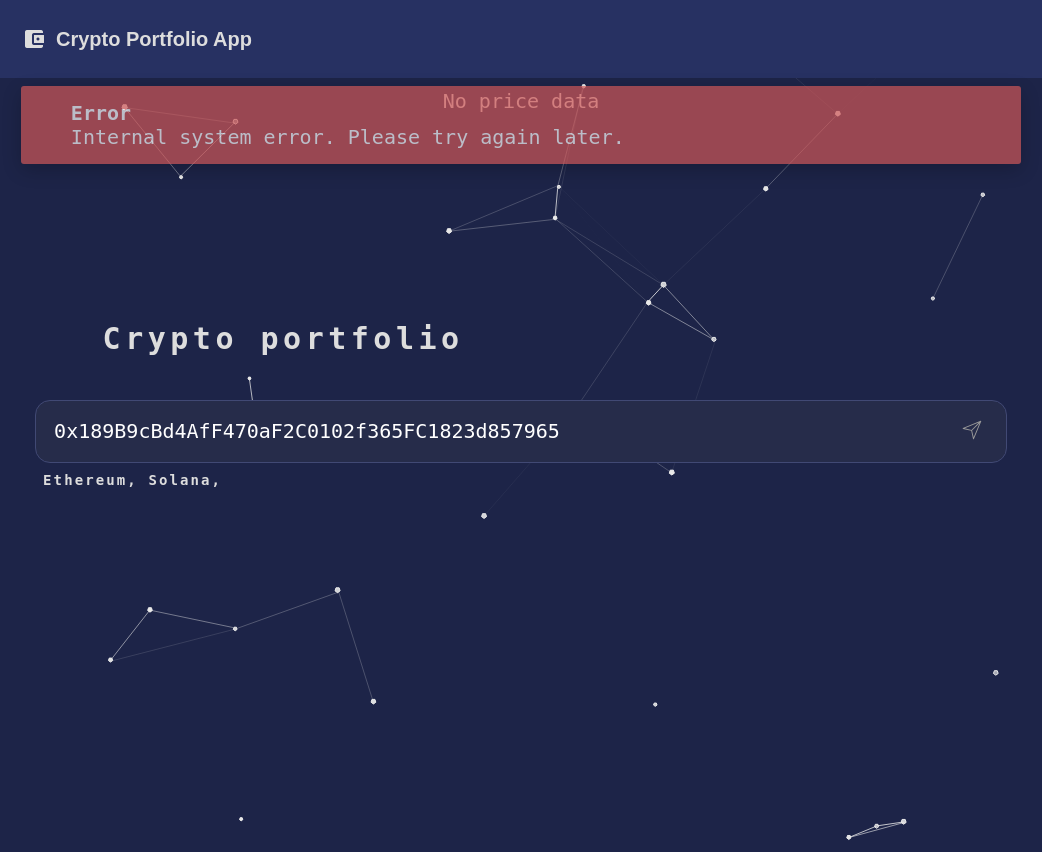 Crypto Portfolio App
No price data
Error
Internal system error. Please try again later.
Crypto portfolio
0x189B9cBd4AfF470aF2C0102f365FC1823d857965
Ethereum, Solana,